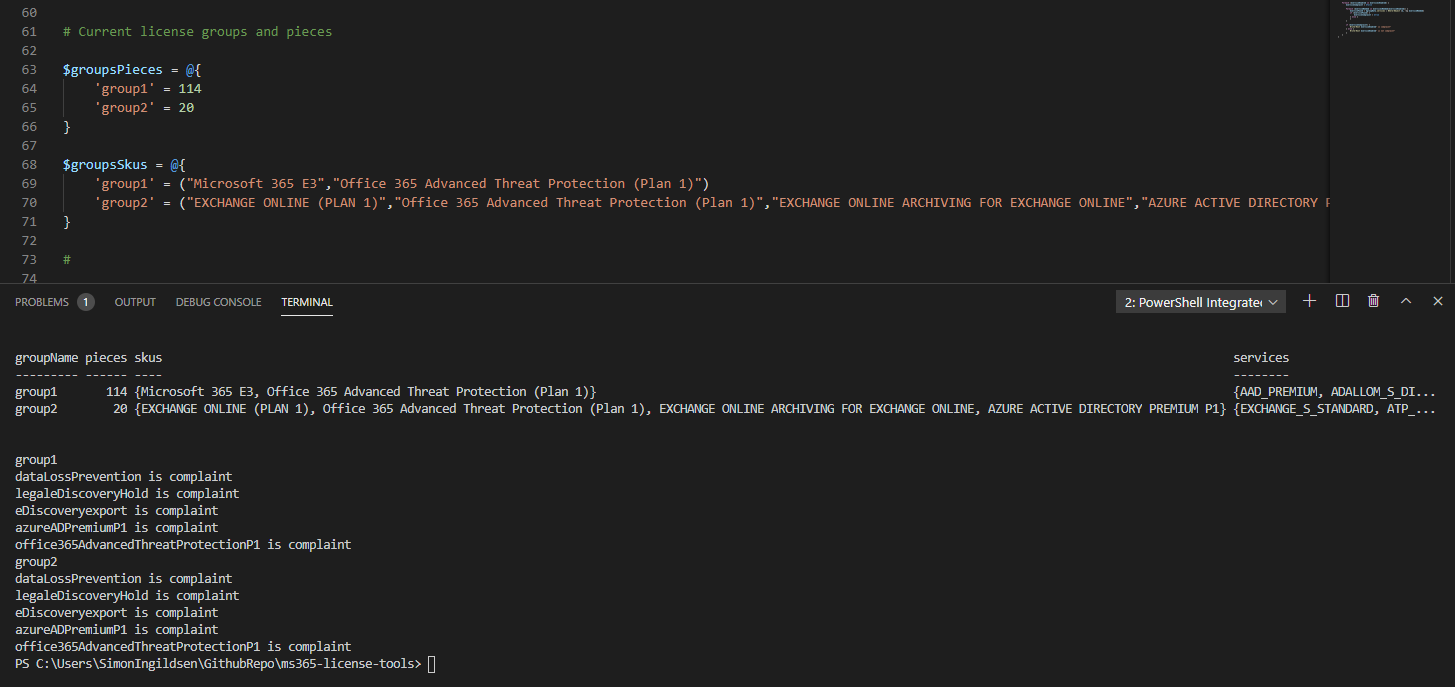 60
61 # Current license groups and pieces
62
63 $groupsPieces = @{
64 'group1' = 114
65 'group2' = 20
66 }
67
68 $groupsSkus = @{
69 'group1' = ("Microsoft 365 E3","Office 365 Advanced Threat Protection (Plan 1)")
70 'group2' = ("EXCHANGE ONLINE (PLAN 1)","Office 365 Advanced Threat Protection (Plan 1)","EXCHANGE ONLINE ARCHIVING FOR EXCHANGE ONLINE","AZURE ACTIVE DIRECTORY P
71 }
72
73 #
74
PROBLEMS 1 OUTPUT DEBUG CONSOLE TERMINAL 2: PowerShell Integrated
groupName pieces skus services
--------- ------ ---- --------
group1 114 {Microsoft 365 E3, Office 365 Advanced Threat Protection (Plan 1)} {AAD_PREMIUM, ADALLOM_S_DI...
group2 20 {EXCHANGE ONLINE (PLAN 1), Office 365 Advanced Threat Protection (Plan 1), EXCHANGE ONLINE ARCHIVING FOR EXCHANGE ONLINE, AZURE ACTIVE DIRECTORY PREMIUM P1} {EXCHANGE_S_STANDARD, ATP_...
group1
dataLossPrevention is complaint
legaleDiscoveryHold is complaint
eDiscoveryexport is complaint
azureADPremiumP1 is complaint
office365AdvancedThreatProtectionP1 is complaint
group2
dataLossPrevention is complaint
legaleDiscoveryHold is complaint
eDiscoveryexport is complaint
azureADPremiumP1 is complaint
office365AdvancedThreatProtectionP1 is complaint
PS C:\Users\SimonIngildsen\GithubRepo\ms365-license-tools>